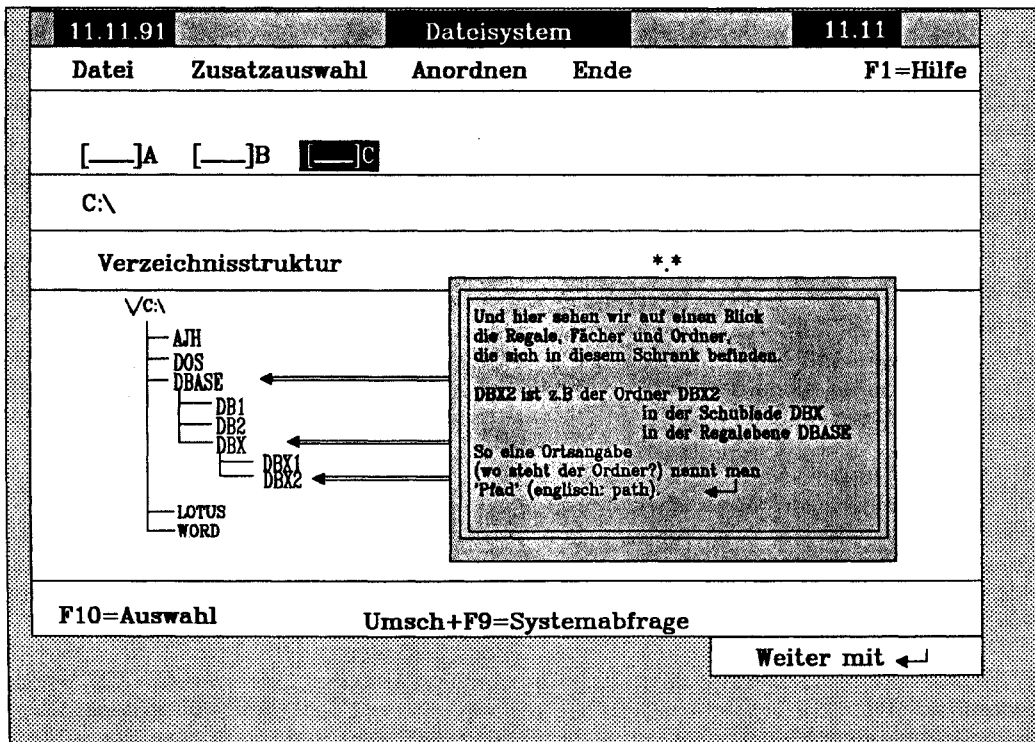 11.11.91 Dateisystem 11.11
Datei Zusatzauswahl Anordnen Ende F1=Hilfe
[___]A [___]B [___]C
C:\
Verzeichnisstruktur *.*
√C:\
AJH
DOS
DBASE
DB1
DB2
DBX
DBX1
DBX2
LOTUS
WORD
Und hier sehen wir auf einen Blick
die Regale, Fächer und Ordner,
die sich in diesem Schrank befinden.
DBX2 ist z.B der Ordner DBX2
in der Schublade DBX
in der Regalebene DBASE
So eine Ortsangabe
(wo steht der Ordner?) nennt man
'Pfad' (englisch: path). ↵
F10=Auswahl Umsch+F9=Systemabfrage
Weiter mit ↵